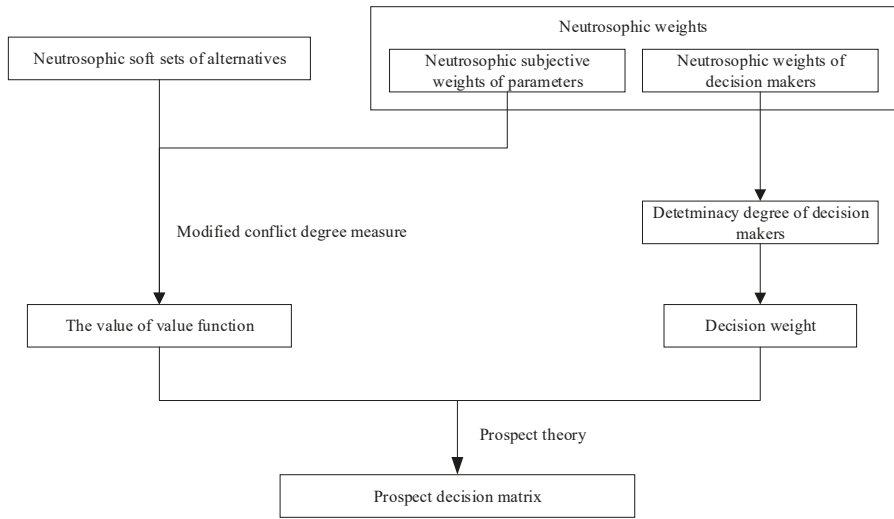 Neutrosophic weights
Neutrosophic soft sets of alternatives
Neutrosophic subjective
weights of parameters
Neutrosophic weights of
decision makers
Detetminacy degree of decision
makers
Modified conflict degree measure
The value of value function
Decision weight
Prospect theory
Prospect decision matrix